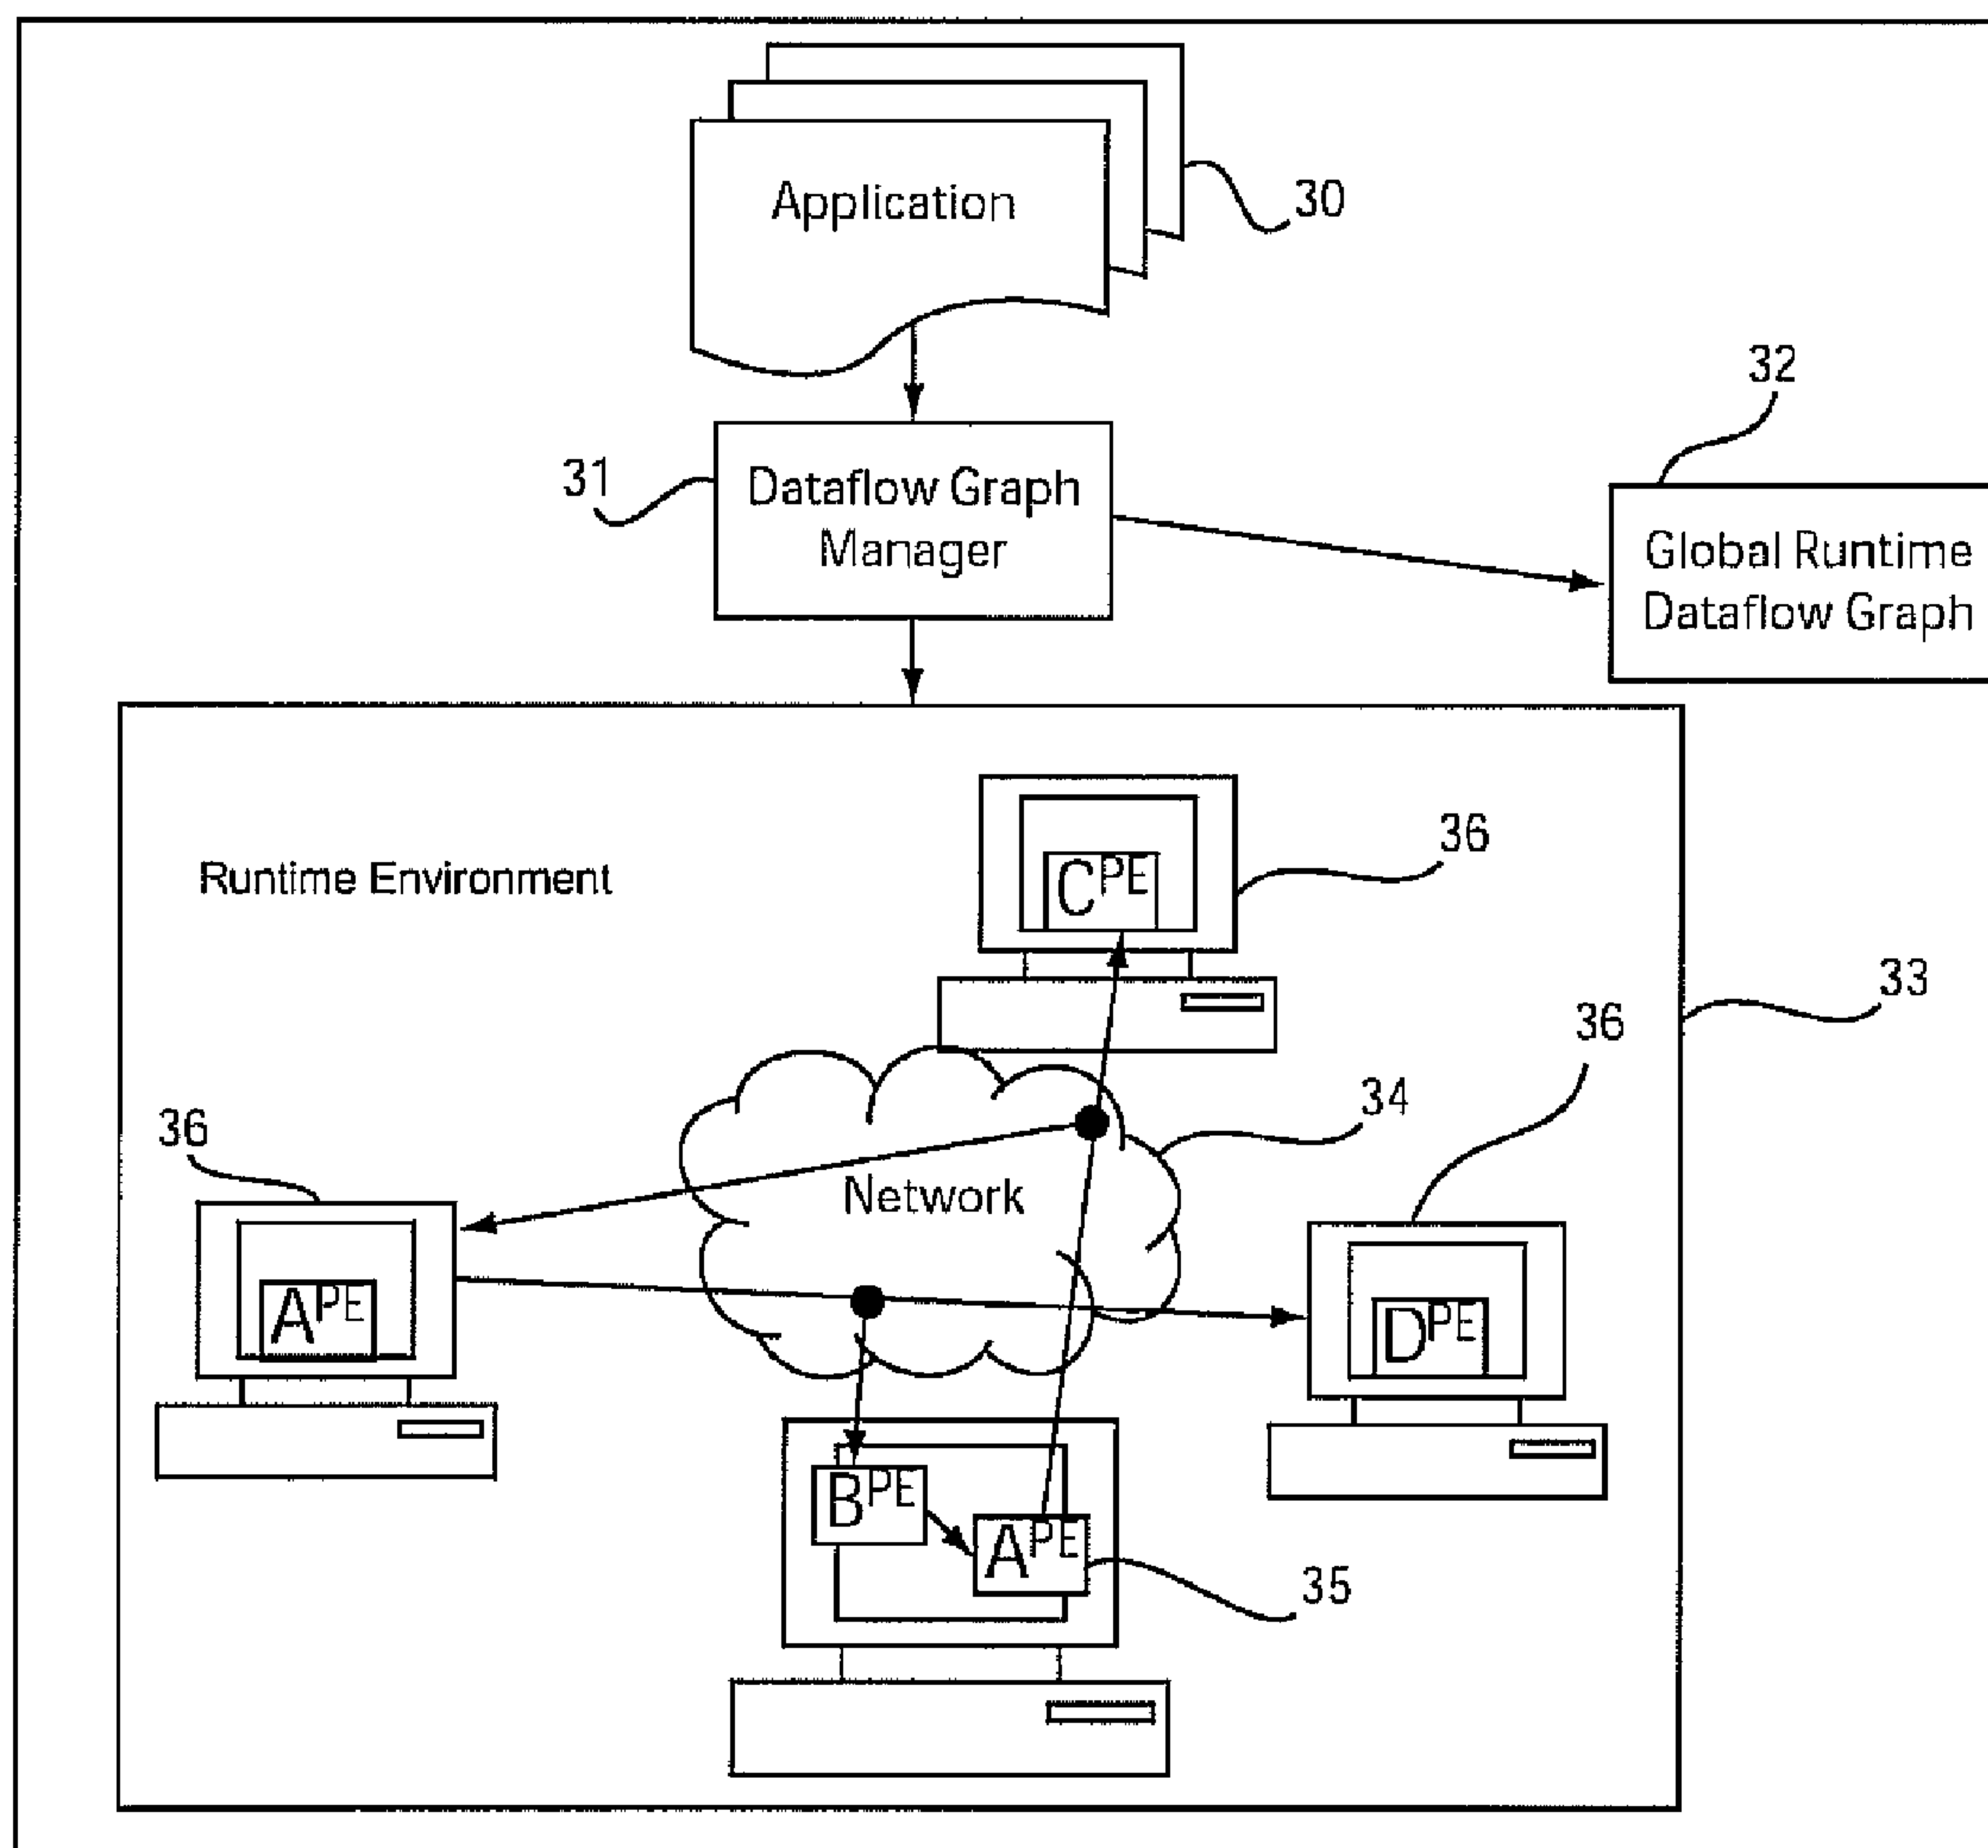 Application
30
32
31
Dataflow Graph
Manager
Global Runtime
Dataflow Graph
36
Runtime Environment
C^PE
33
36
34
36
Network
A^PE
D^PE
B^PE
A^PE
35